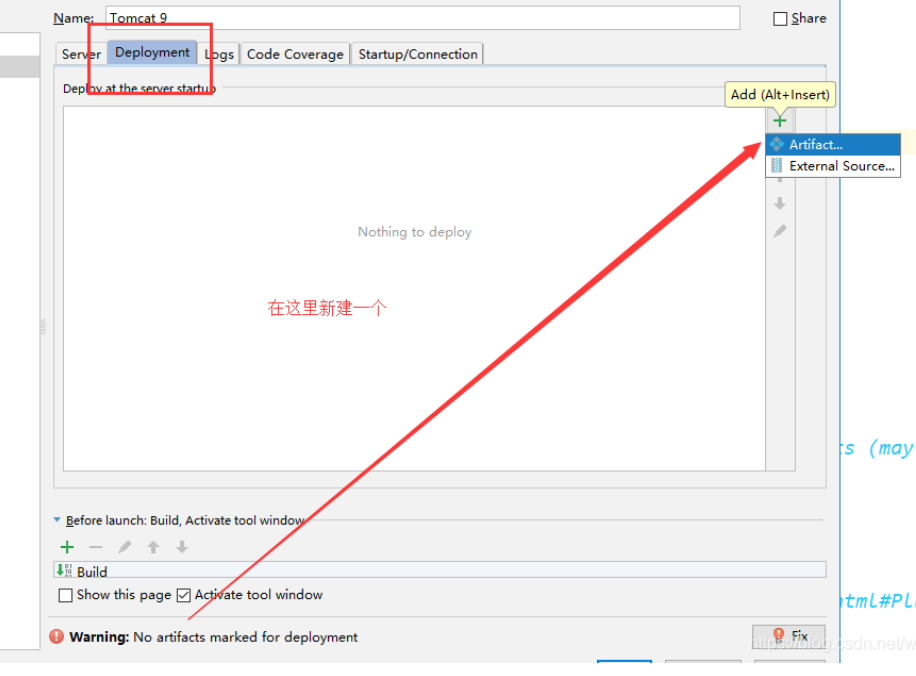 Name: Tomcat 9
Share
Server Deployment Logs Code Coverage Startup/Connection
Deploy at the server startup
Add (Alt+Insert)
Artifact...
External Source...
Nothing to deploy
在这里新建一个
(may
Before launch: Build, Activate tool window
Build
Show this page Activate tool window
html#Pl
Warning: No artifacts marked for deployment
Fix
https://blog.csdn.net/w